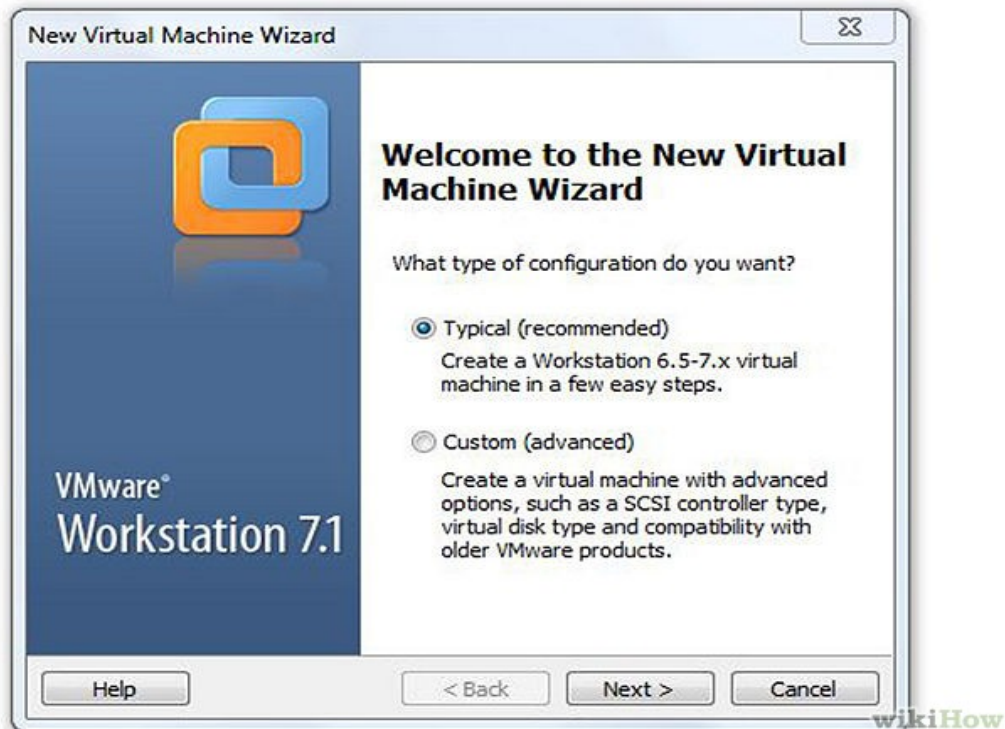 New Virtual Machine Wizard
Welcome to the New Virtual
Machine Wizard
What type of configuration do you want?
Typical (recommended)
Create a Workstation 6.5-7.x virtual
machine in a few easy steps.
Custom (advanced)
Create a virtual machine with advanced
options, such as a SCSI controller type,
virtual disk type and compatibility with
older VMware products.
VMware®
Workstation 7.1
Help
< Back
Next >
Cancel
wikiHow